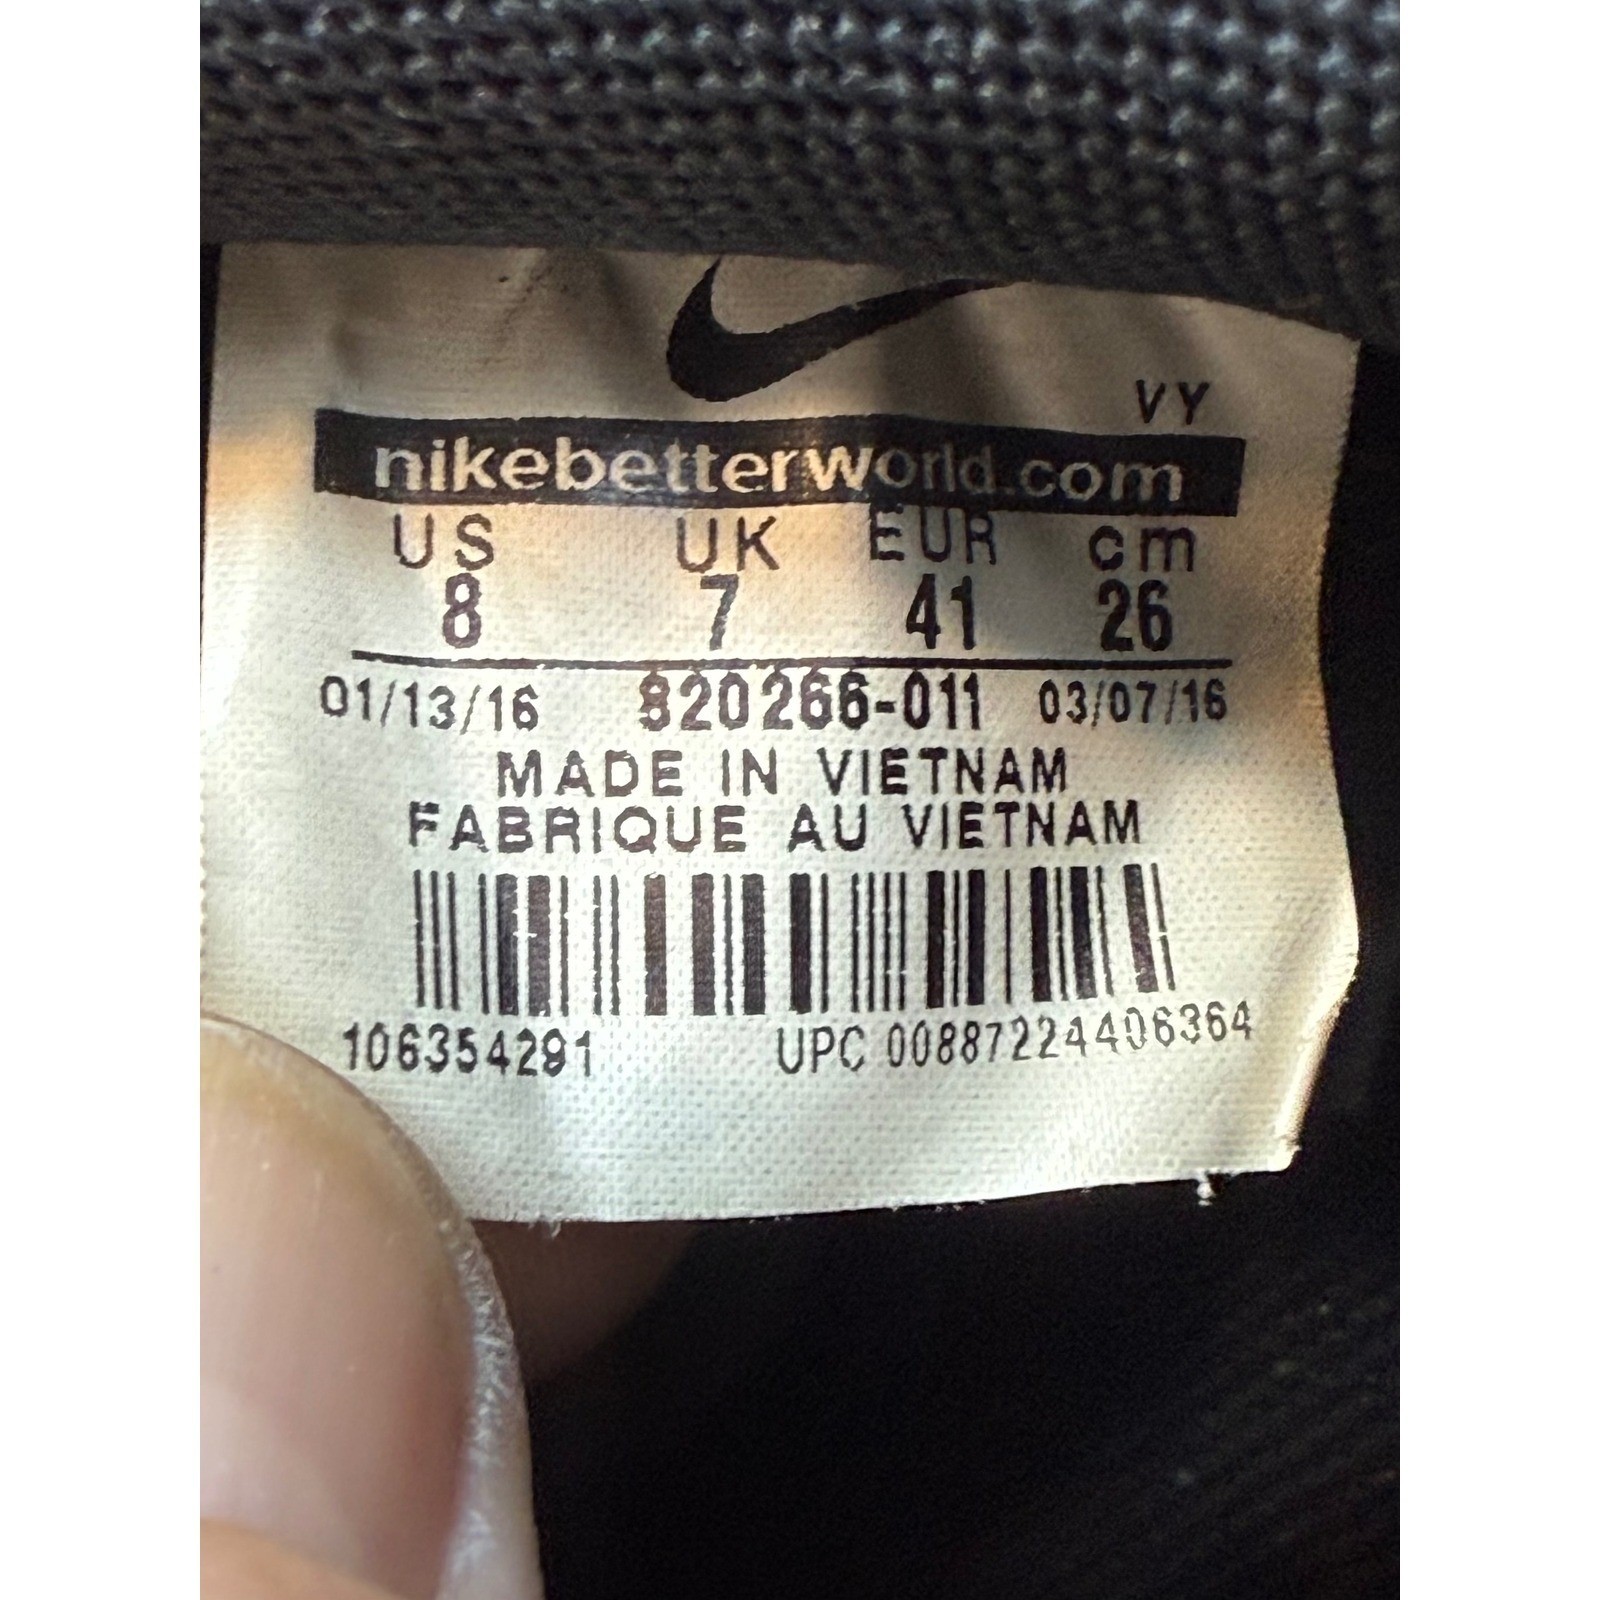 VY
nikebetterworld.com
US UK EUR cm
8 7 41 26
01/13/16 820266-011 03/07/16
MADE IN VIETNAM
FABRIQUE AU VIETNAM
106354291 UPC 00887224406364